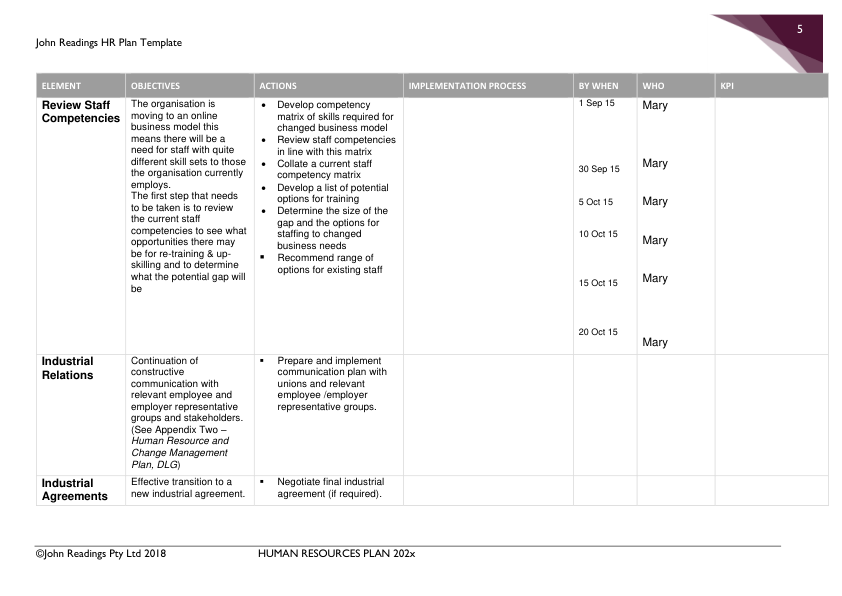 5
John Readings HR Plan Template
ELEMENT OBJECTIVES ACTIONS IMPLEMENTATION PROCESS BY WHEN WHO KPI
Review Staff
Competencies
The organisation is
moving to an online
business model this
means there will be a
need for staff with quite
different skill sets to those
the organisation currently
employs.
The first step that needs
to be taken is to review
the current staff
competencies to see what
opportunities there may
be for re-training & up-
skilling and to determine
what the potential gap will
be
• Develop competency
matrix of skills required for
changed business model
• Review staff competencies
in line with this matrix
• Collate a current staff
competency matrix
• Develop a list of potential
options for training
• Determine the size of the
gap and the options for
staffing to changed
business needs
▪ Recommend range of
options for existing staff
1 Sep 15
30 Sep 15
5 Oct 15
10 Oct 15
15 Oct 15
20 Oct 15
Mary
Mary
Mary
Mary
Mary
Mary
Industrial
Relations
Continuation of
constructive
communication with
relevant employee and
employer representative
groups and stakeholders.
(See Appendix Two –
Human Resource and
Change Management
Plan, DLG)
▪ Prepare and implement
communication plan with
unions and relevant
employee /employer
representative groups.
Industrial
Agreements
Effective transition to a
new industrial agreement.
▪ Negotiate final industrial
agreement (if required).
©John Readings Pty Ltd 2018 HUMAN RESOURCES PLAN 202x